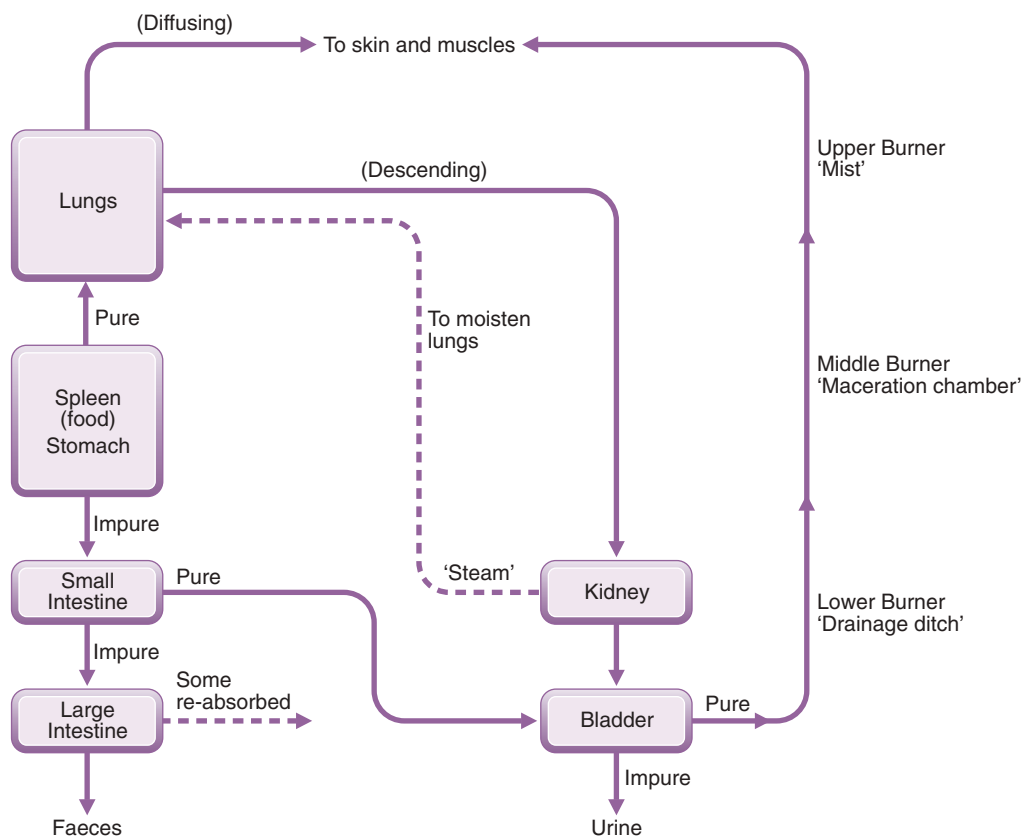 (Diffusing)
To skin and muscles
Upper Burner
‘Mist’
(Descending)
Lungs
Pure
To moisten
lungs
Middle Burner
‘Maceration chamber’
Spleen
(food)
Stomach
Impure
Small
Intestine
Pure
‘Steam’
Kidney
Lower Burner
‘Drainage ditch’
Impure
Some
re-absorbed
Large
Intestine
Bladder
Pure
Impure
Faeces
Urine